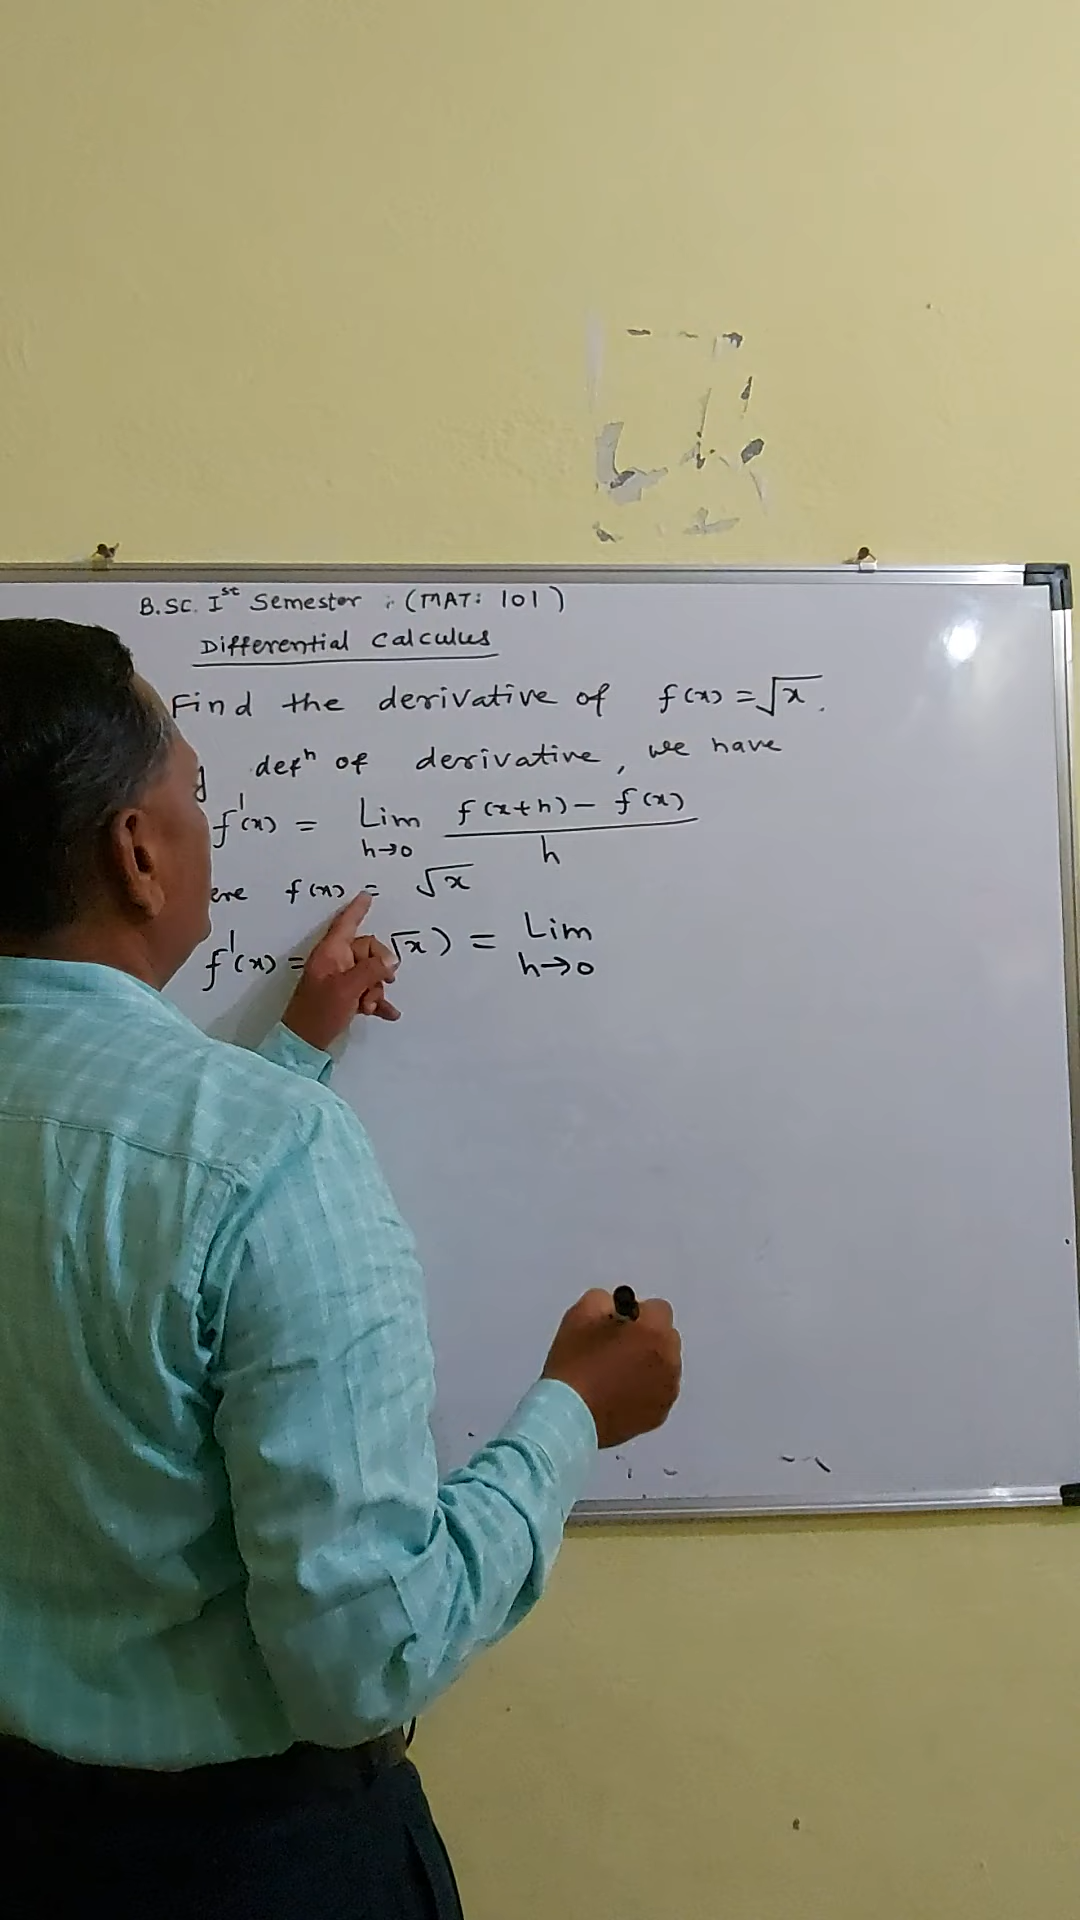 B.SC. Ist Semester : (MAT: 101)
Differential Calculus
Find the derivative of f(x) = √x.
defn of derivative, we have
f'(x) = Lim h→0 f(x+h) – f(x) / h
f(x) = √x
f'(x) = √x) = Lim h→0